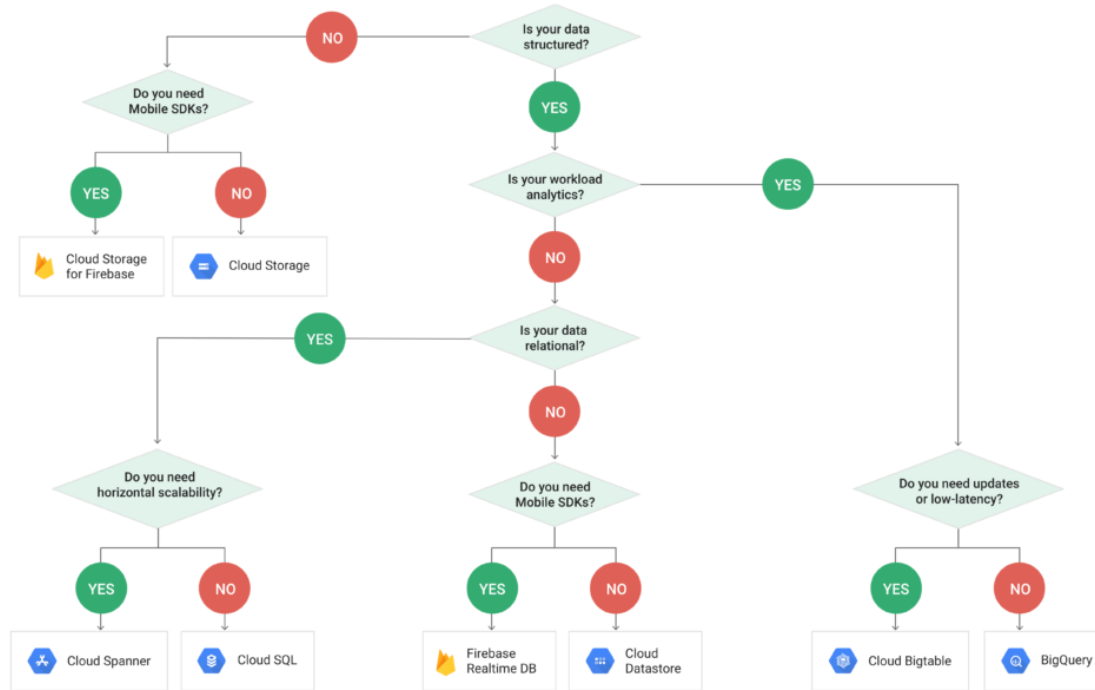 Is your data
structured?
NO
Do you need
Mobile SDKs?
YES
YES
NO
Is your workload
analytics?
YES
Cloud Storage
for Firebase
Cloud Storage
NO
YES
Is your data
relational?
NO
Do you need
horizontal scalability?
Do you need
Mobile SDKs?
Do you need updates
or low-latency?
YES
NO
YES
NO
YES
NO
Cloud Spanner
Cloud SQL
Firebase
Realtime DB
Cloud
Datastore
Cloud Bigtable
BigQuery